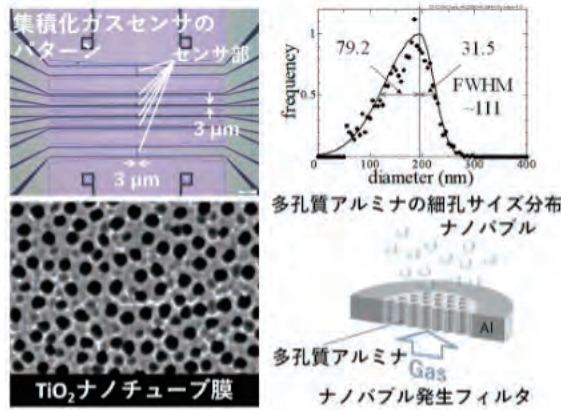 集積化ガスセンサの
パターン
センサ部
3 μm
3 μm
TiO2ナノチューブ膜
frequency
1
0.5
0
0
100
200
300
400
79.2
31.5
FWHM
~111
diameter (nm)
多孔質アルミナの細孔サイズ分布
ナノバブル
Al
多孔質アルミナ
Gas
ナノバブル発生フィルタ